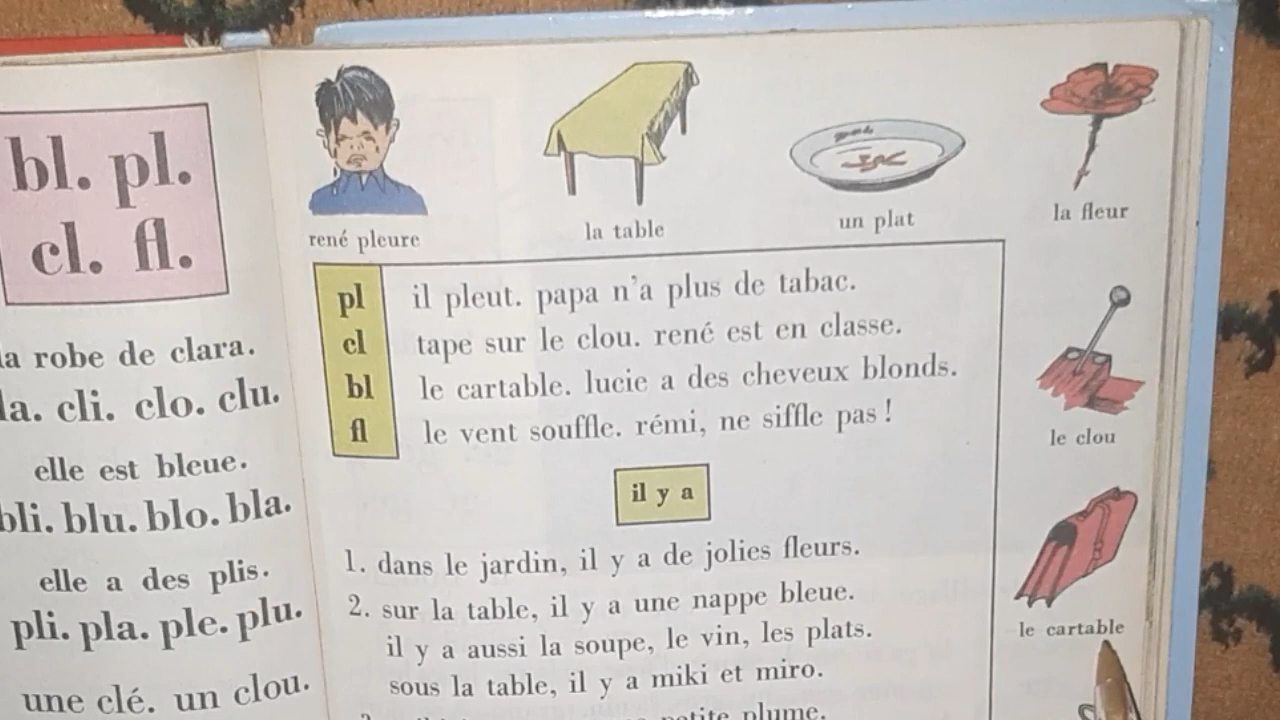 bl. pl.
cl. fl.
la robe de clara.
la. cli. clo. clu.
elle est bleue.
bli. blu. blo. bla.
elle a des plis.
pli. pla. ple. plu.
une clé. un clou.
rené pleure
la table
un plat
la fleur
pl il pleut. papa n'a plus de tabac.
cl tape sur le clou. rené est en classe.
bl le cartable. lucie a des cheveux blonds.
fl le vent souffle. rémi, ne siffle pas !
il y a
1. dans le jardin, il y a de jolies fleurs.
2. sur la table, il y a une nappe bleue.
il y a aussi la soupe, le vin, les plats.
sous la table, il y a miki et miro.
petite plume.
le clou
le cartable